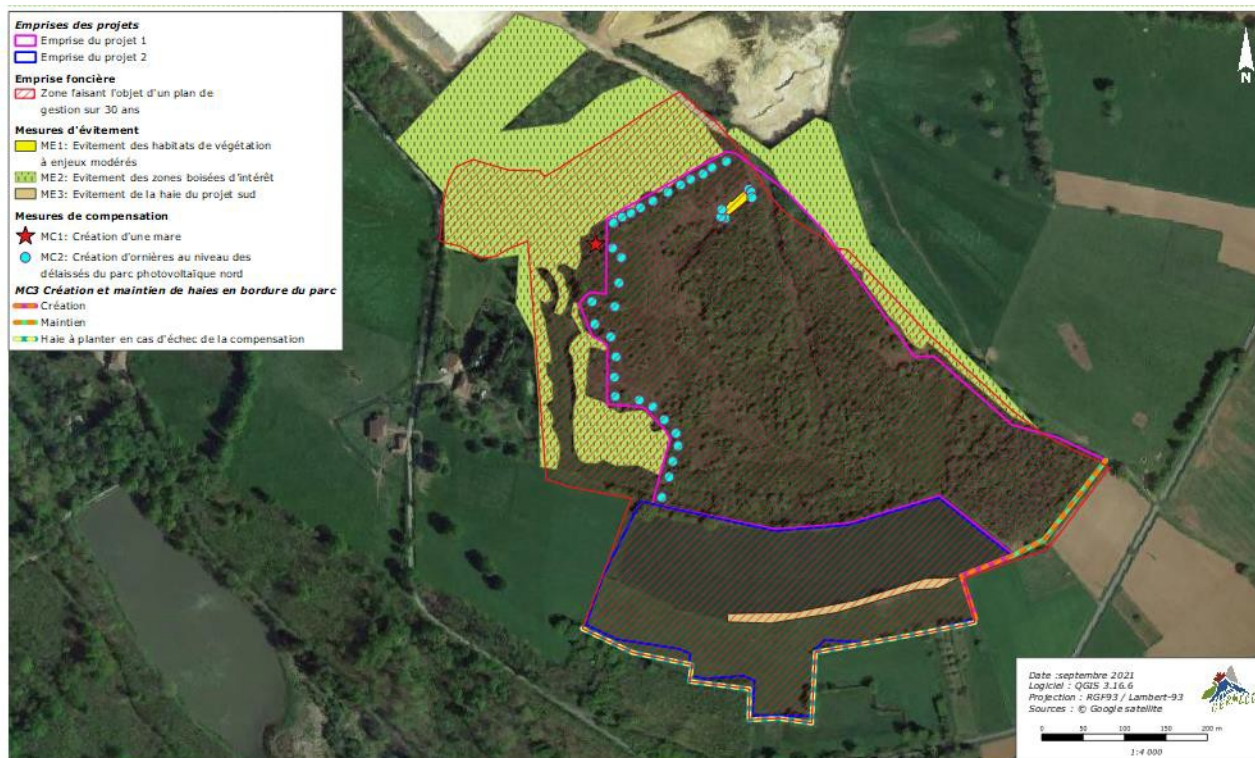 Emprises des projets
Emprise du projet 1
Emprise du projet 2
Emprise foncière
Zone faisant l'objet d'un plan de
gestion sur 30 ans
Mesures d'évitement
ME1: Evitement des habitats de végétation
à enjeux modérés
ME2: Evitement des zones boisées d'intérêt
ME3: Evitement de la haie du projet sud
Mesures de compensation
MC1: Création d'une mare
MC2: Création d'ornières au niveau des
délaissés du parc photovoltaïque nord
MC3 Création et maintien de haies en bordure du parc
Création
Maintien
Haie à planter en cas d'échec de la compensation
N
Date :septembre 2021
Logiciel : QGIS 3.16.6
Projection : RGF93 / Lambert-93
Sources : © Google satellite
0 50 100 150 200 m
1:4 000